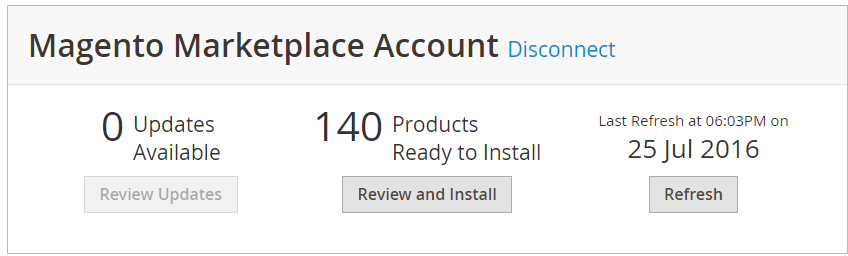 Magento Marketplace Account Disconnect
0 Updates Available
Review Updates
140 Products Ready to Install
Review and Install
Last Refresh at 06:03PM on
25 Jul 2016
Refresh